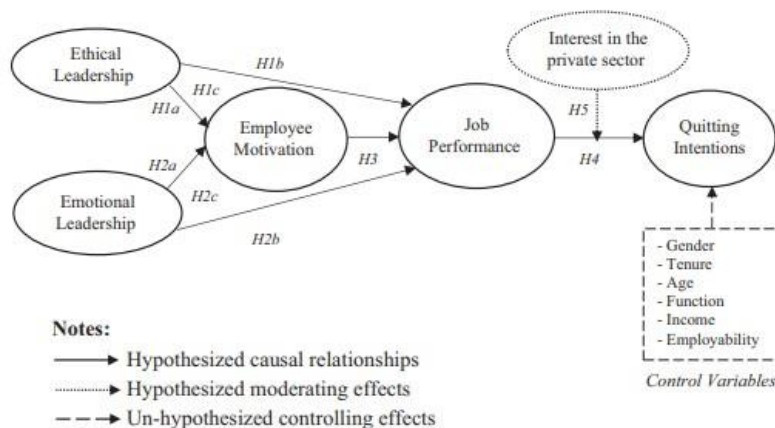 Ethical
Leadership
H1b
H1c
H1a
Interest in the
private sector
Employee
Motivation
Job
Performance
H5
Quitting
Intentions
H2a
H3
H4
Emotional
Leadership
H2c
H2b
- Gender
- Tenure
- Age
- Function
- Income
- Employability
Control Variables
Notes:
Hypothesized causal relationships
Hypothesized moderating effects
Un-hypothesized controlling effects